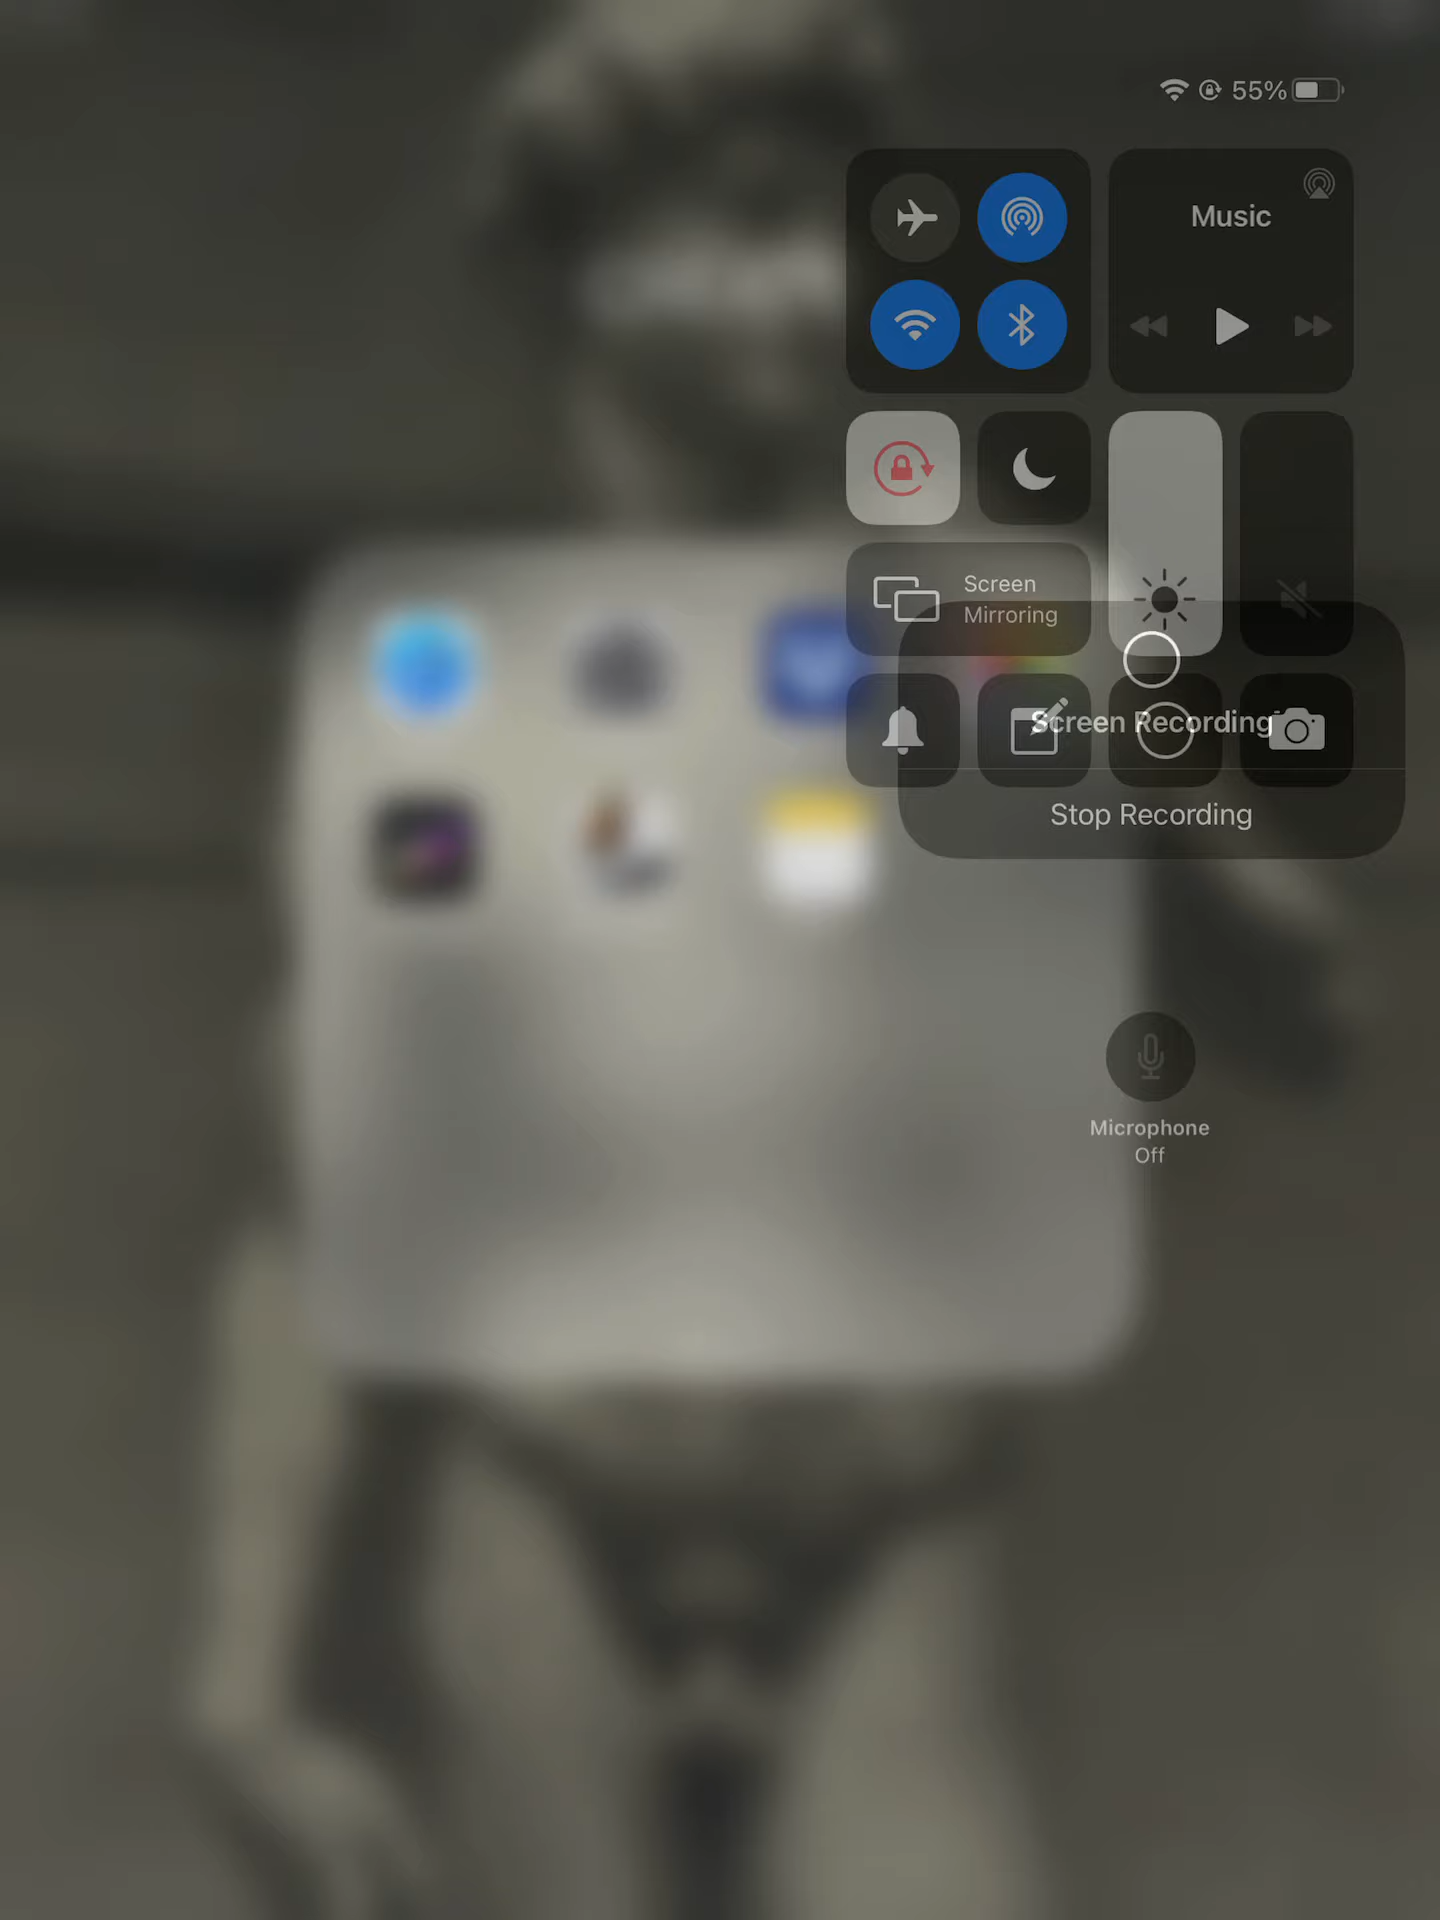 55%
Music
Screen
Mirroring
Screen Recording
Stop Recording
Microphone
Off